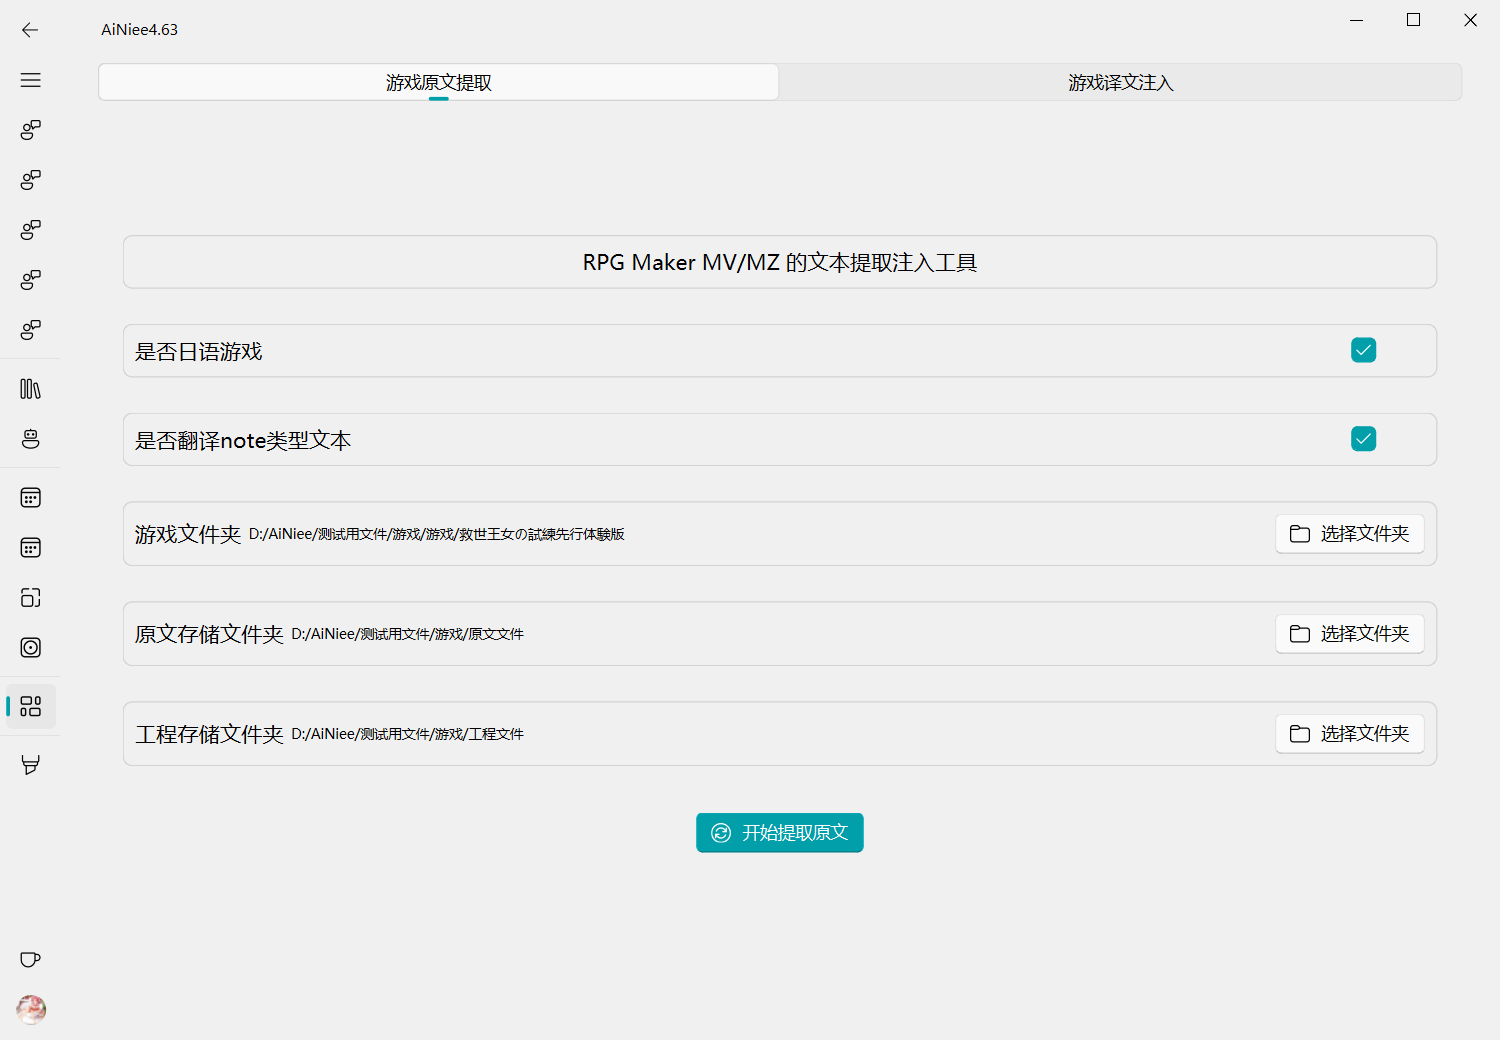 AiNiee4.63
游戏原文提取
游戏译文注入
RPG Maker MV/MZ 的文本提取注入工具
是否日语游戏
是否翻译note类型文本
游戏文件夹 D:/AiNiee/测试用文件/游戏/游戏/救世王女の試練先行体験版
选择文件夹
原文存储文件夹 D:/AiNiee/测试用文件/游戏/原文文件
选择文件夹
工程存储文件夹 D:/AiNiee/测试用文件/游戏/工程文件
选择文件夹
开始提取原文